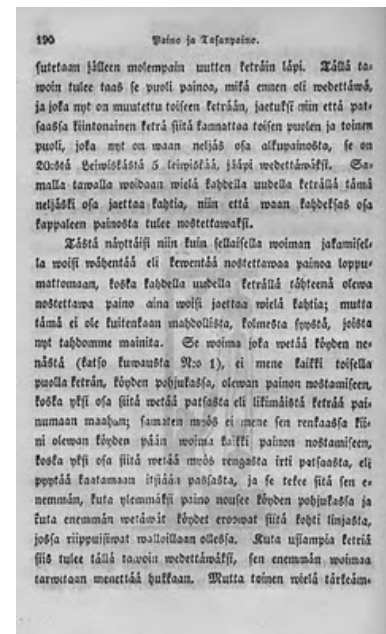 190 Paino ja Tasanpaino.
sutetaan jälleen molempain uutten keträin läpi. Tällä ta-
woin tulee taas se puoli painoa, mikä ennen oli wedettäwä,
ja joka nyt on muutettu toiseen keträän, jaetuksi niin että pat-
saassa kiintonainen keträ siitä kannattaa toisen puolen ja toinen
puoli, joka nyt on waan neljäs osa alkupainosta, se on
20:stä Leiwiskästä 5 leiwiskää, jääpi wedettäwäksi. Sa-
malla tawalla woidaan wielä kahdella uudella keträllä tämä
neljäski osa jaettaa kahtia, niin että waan kahdeksas osa
kappaleen painosta tulee nostettawaksi.
Tästä näyttäisi niin kuin sellaisella woiman jakamisel-
la woisi wähentää eli kewentää nostettawaa painoa loppu-
mattomaan, koska kahdella uudella keträllä tähteenä olewa
nostettawa paino aina woisi jaettaa wielä kahtia; mutta
tämä ei ole kuitenkaan mahdollista, kolmesta syystä, joista
nyt tahdomme mainita. Se woima joka wetää köyden ne-
nästä (katso kuwausta N:o 1), ei mene kaikki toisella
puolla keträn, köyden pohjukassa, olewan painon nostamiseen,
koska yksi osa siitä wetää patsasta eli likimäistä keträä pai-
numaan maahan; samaten myös ei mene sen renkaassa kii-
ni olewan köyden pään woima kaikki painon nostamiseen,
koska yksi osa siitä wetää myös rengasta irti patsaasta, eli
pyytää kaatamaan itsiään patsasta, ja se tekee sitä sen e-
nemmän, kuta ylemmäksi paino nousee köyden pohjukassa ja
kuta enemmän wetäwät köydet eroowat siitä kohti linjasta,
jossa riippuisiwat walloillaan ollessa. Kuta usiampia keträä
siis tulee tällä tawoin wedettäwäksi, sen enemmän woimaa
tarwitaan menettää hukkaan. Mutta toinen wielä tärkeäm-